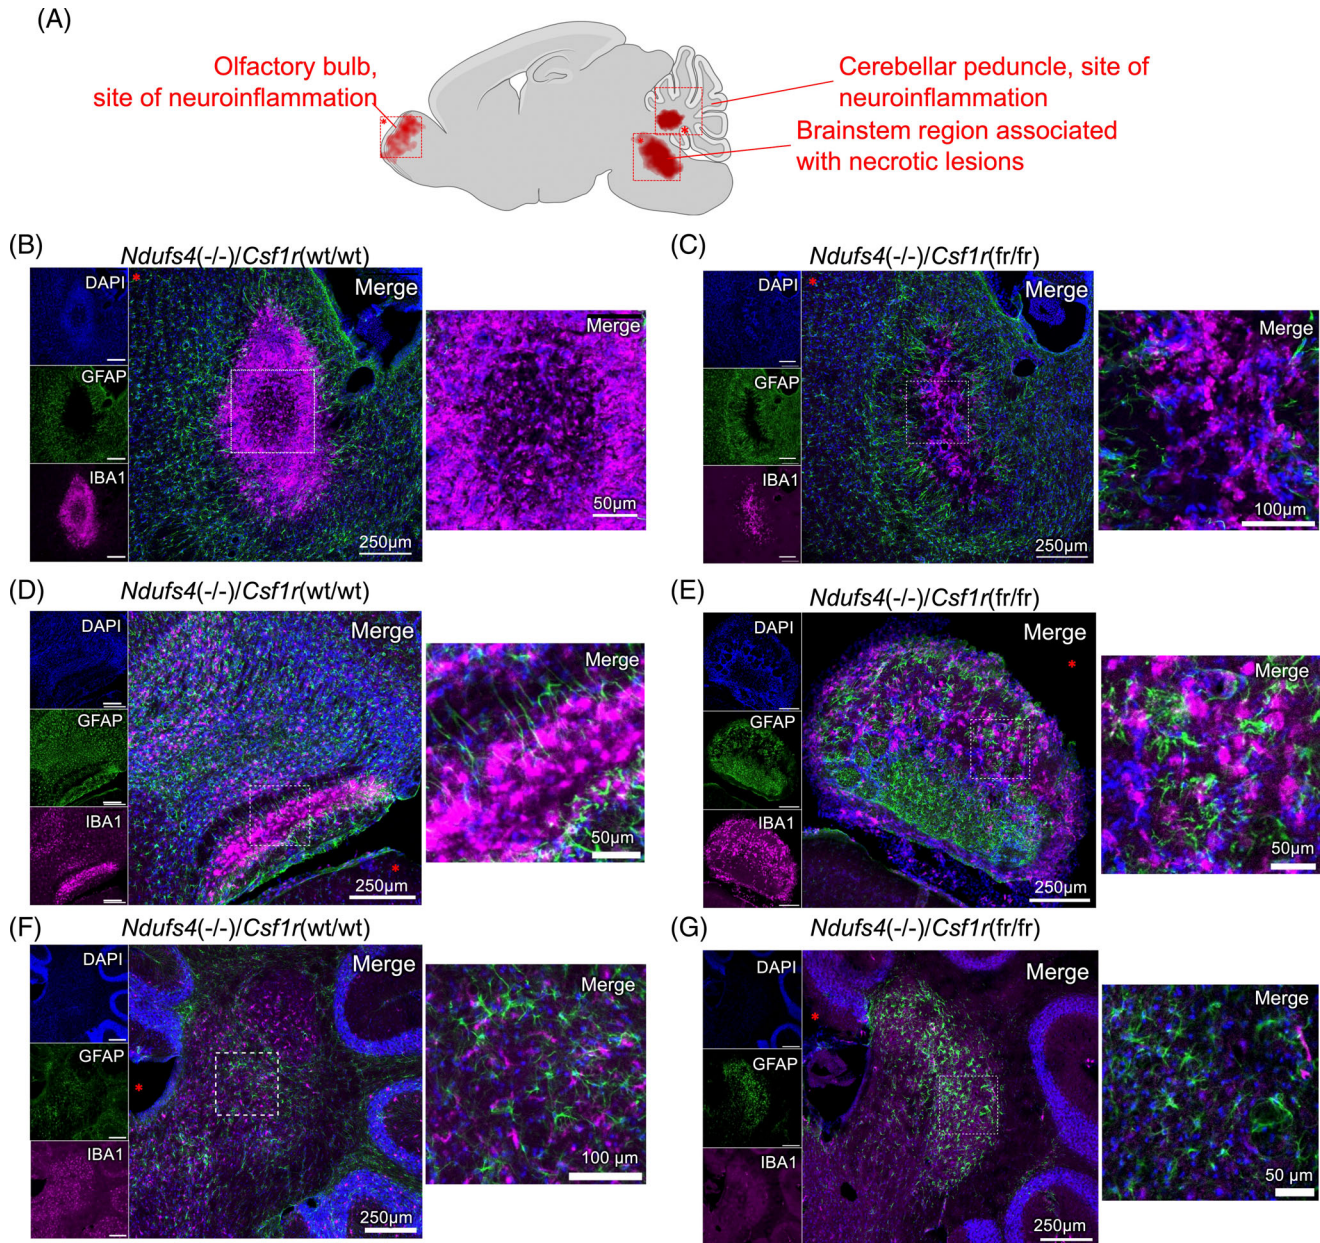 (A)
Olfactory bulb,
site of neuroinflammation
Cerebellar peduncle, site of
neuroinflammation
Brainstem region associated
with necrotic lesions
*
*
(B)
Ndufs4(-/-)/Csf1r(wt/wt)
DAPI
GFAP
IBA1
*
Merge
250µm
Merge
50µm
(C)
Ndufs4(-/-)/Csf1r(fr/fr)
DAPI
GFAP
IBA1
*
Merge
250µm
Merge
100µm
(D)
Ndufs4(-/-)/Csf1r(wt/wt)
DAPI
GFAP
IBA1
Merge
*
250µm
Merge
50µm
(E)
Ndufs4(-/-)/Csf1r(fr/fr)
DAPI
GFAP
IBA1
Merge
*
250µm
Merge
50µm
(F)
Ndufs4(-/-)/Csf1r(wt/wt)
DAPI
GFAP
IBA1
Merge
*
250µm
Merge
100 µm
(G)
Ndufs4(-/-)/Csf1r(fr/fr)
DAPI
GFAP
IBA1
Merge
*
250µm
Merge
50 µm